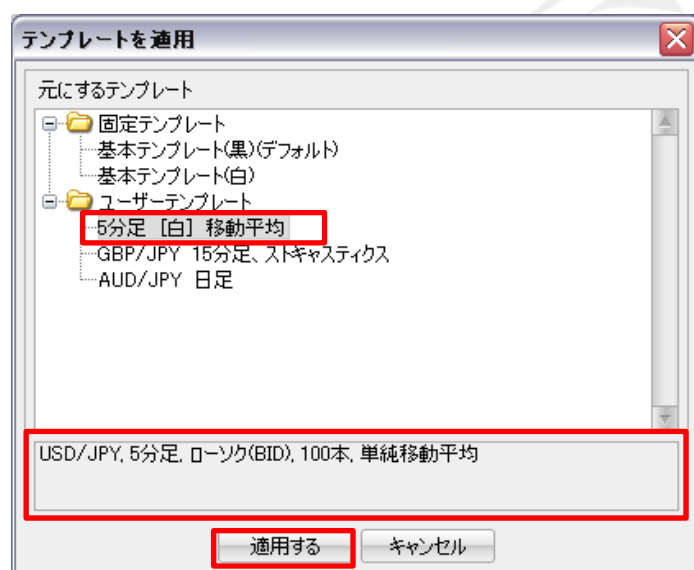 テンプレートを適用
元にするテンプレート
固定テンプレート
基本テンプレート(黒)(デフォルト)
基本テンプレート(白)
ユーザーテンプレート
5分足 [白] 移動平均
GBP/JPY 15分足、ストキャスティクス
AUD/JPY 日足
USD/JPY, 5分足, ローソク(BID), 100本, 単純移動平均
適用する
キャンセル